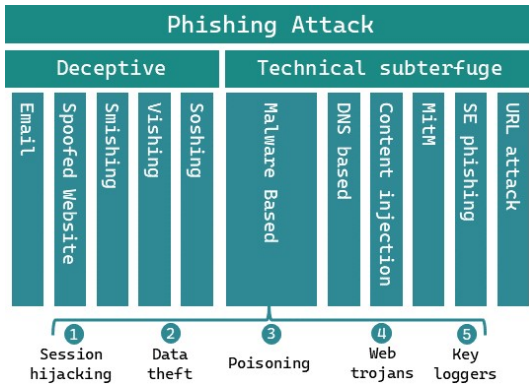 Phishing Attack
Deceptive
Technical subterfuge
Email
Spoofed Website
Smishing
Vishing
Soshing
Malware Based
DNS based
Content injection
MitM
SE phishing
URL attack
1
Session
hijacking
2
Data
theft
3
Poisoning
4
Web
trojans
5
Key
loggers